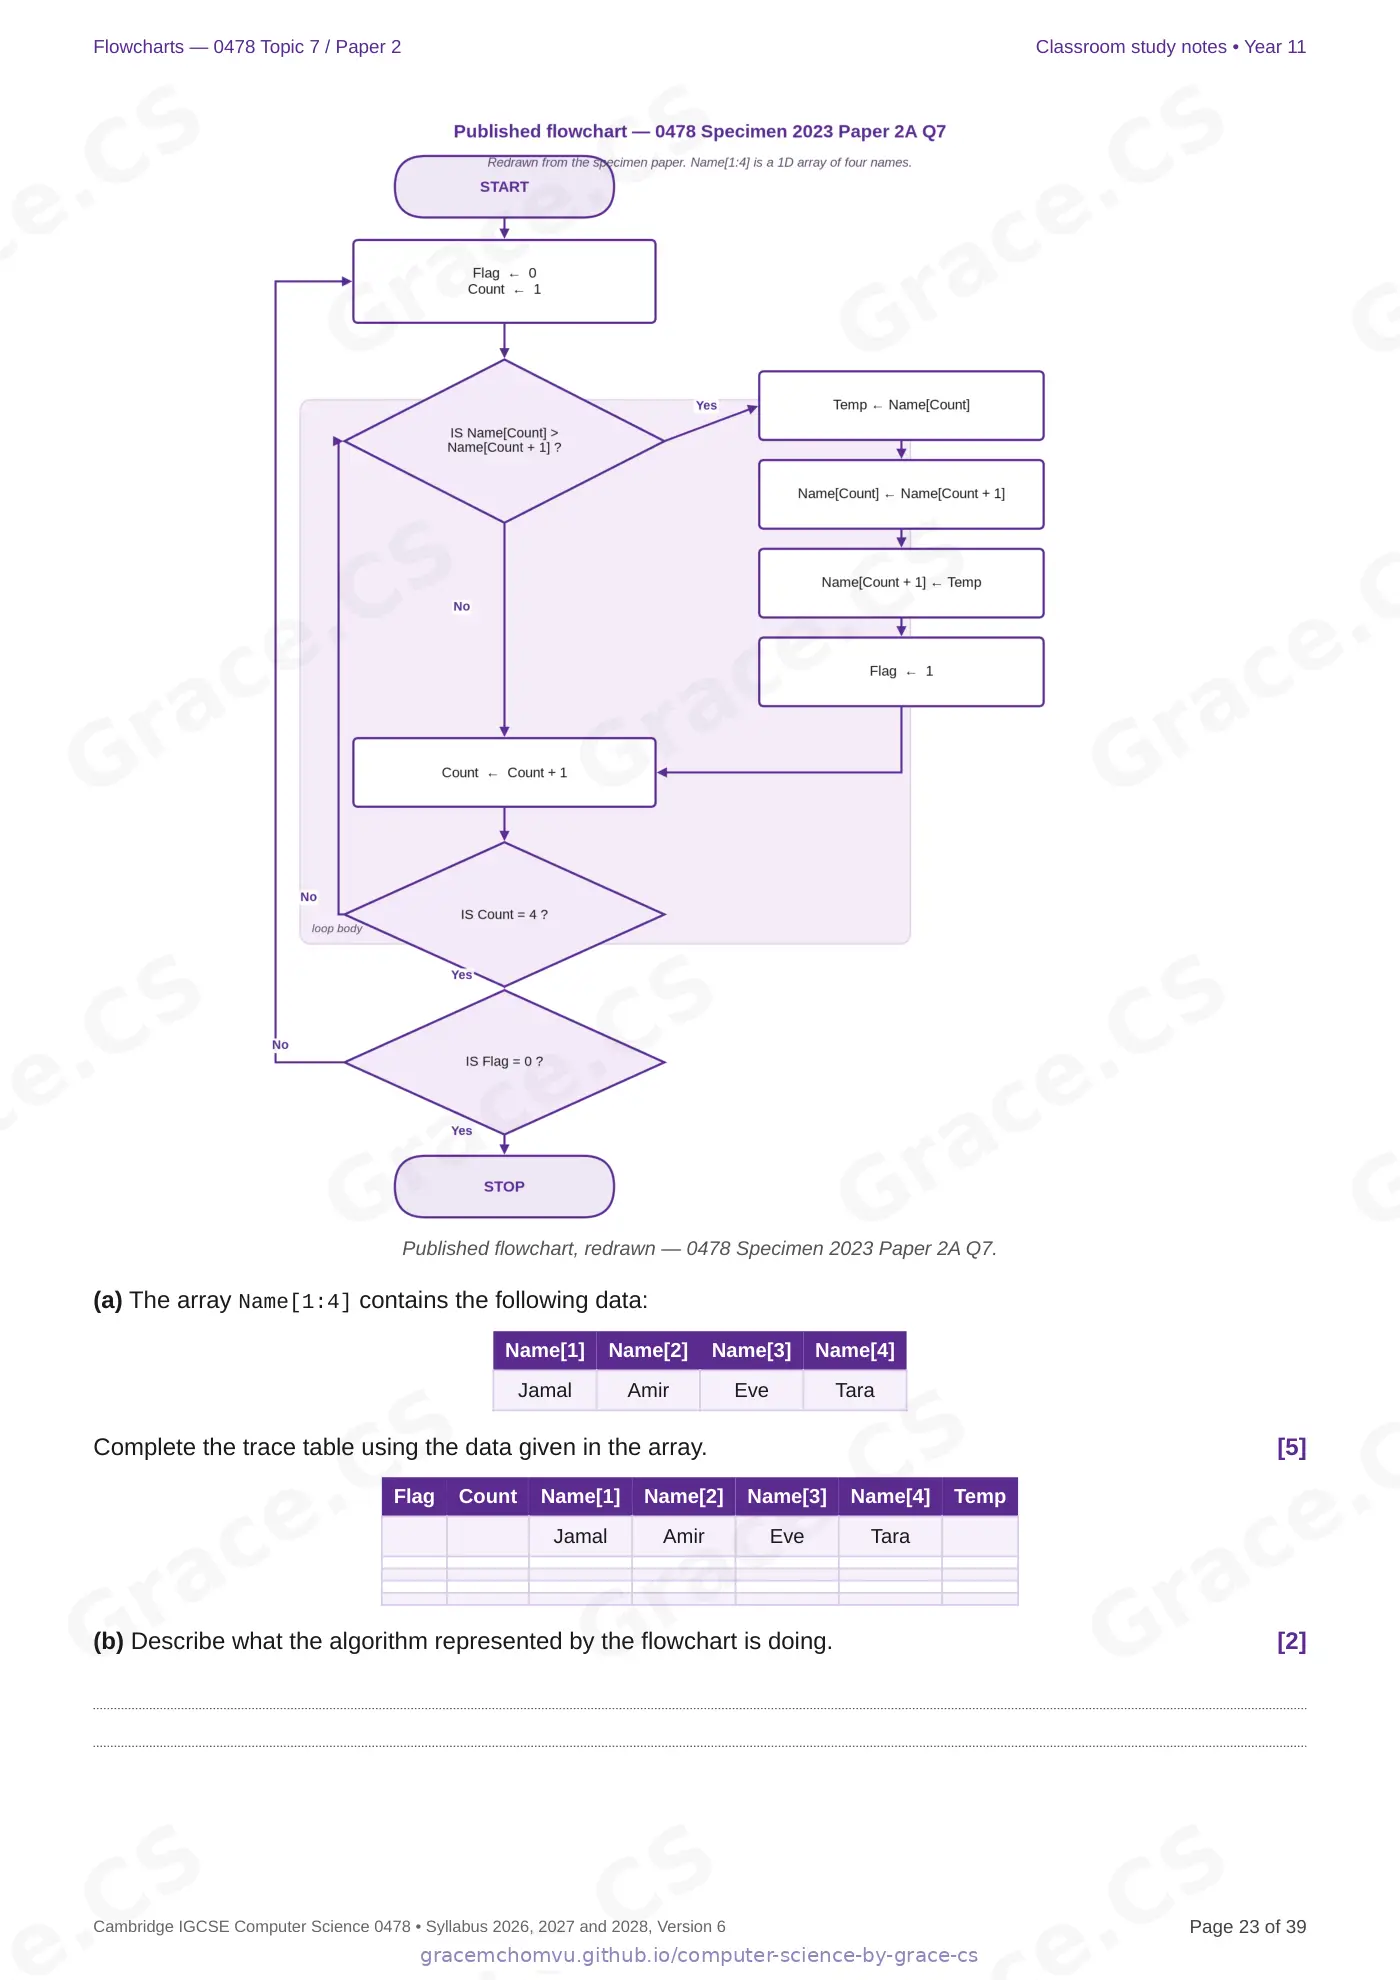 Flowcharts — 0478 Topic 7 / Paper 2
Classroom study notes • Year 11
Published flowchart — 0478 Specimen 2023 Paper 2A Q7
Redrawn from the specimen paper. Name[1:4] is a 1D array of four names.
START
Flag ← 0
Count ← 1
IS Name[Count] >
Name[Count + 1] ?
Yes
Temp ← Name[Count]
Name[Count] ← Name[Count + 1]
Name[Count + 1] ← Temp
Flag ← 1
No
Count ← Count + 1
No
IS Count = 4 ?
loop body
Yes
No
IS Flag = 0 ?
Yes
STOP
Published flowchart, redrawn — 0478 Specimen 2023 Paper 2A Q7.
(a) The array Name[1:4] contains the following data:
Name[1] Name[2] Name[3] Name[4]
Jamal Amir Eve Tara
Complete the trace table using the data given in the array. [5]
Flag Count Name[1] Name[2] Name[3] Name[4] Temp
Jamal Amir Eve Tara
(b) Describe what the algorithm represented by the flowchart is doing. [2]
Cambridge IGCSE Computer Science 0478 • Syllabus 2026, 2027 and 2028, Version 6
Page 23 of 39
gracemchomvu.github.io/computer-science-by-grace-cs
Grace.CS